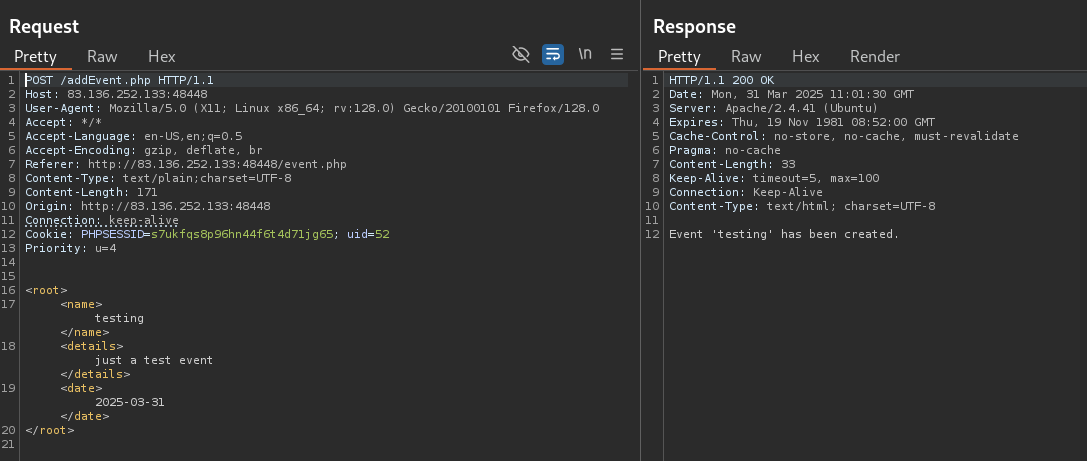 Request
Pretty Raw Hex
\n
1 POST /addEvent.php HTTP/1.1
2 Host: 83.136.252.133:48448
3 User-Agent: Mozilla/5.0 (X11; Linux x86_64; rv:128.0) Gecko/20100101 Firefox/128.0
4 Accept: */*
5 Accept-Language: en-US,en;q=0.5
6 Accept-Encoding: gzip, deflate, br
7 Referer: http://83.136.252.133:48448/event.php
8 Content-Type: text/plain;charset=UTF-8
9 Content-Length: 171
10 Origin: http://83.136.252.133:48448
11 Connection: keep-alive
12 Cookie: PHPSESSID=s7ukfqs8p96hn44f6t4d71jg65; uid=52
13 Priority: u=4
14
15
16 <root>
17 <name>
testing
</name>
18 <details>
just a test event
</details>
19 <date>
2025-03-31
</date>
20 </root>
21
Response
Pretty Raw Hex Render
1 HTTP/1.1 200 OK
2 Date: Mon, 31 Mar 2025 11:01:30 GMT
3 Server: Apache/2.4.41 (Ubuntu)
4 Expires: Thu, 19 Nov 1981 08:52:00 GMT
5 Cache-Control: no-store, no-cache, must-revalidate
6 Pragma: no-cache
7 Content-Length: 33
8 Keep-Alive: timeout=5, max=100
9 Connection: Keep-Alive
10 Content-Type: text/html; charset=UTF-8
11
12 Event 'testing' has been created.